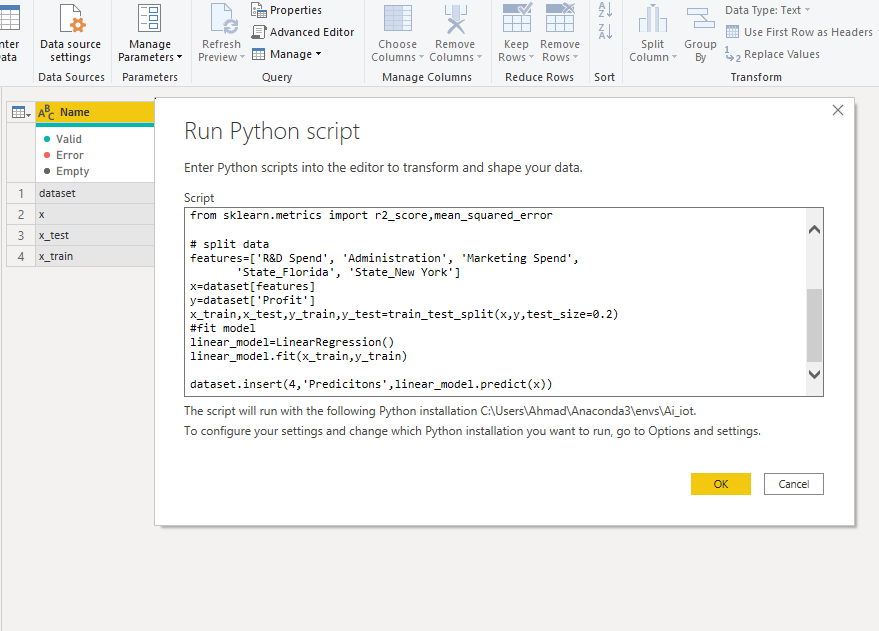 Data source settings
Data Sources
Manage Parameters
Parameters
Refresh Preview
Properties
Advanced Editor
Manage
Query
Choose Columns
Remove Columns
Manage Columns
Keep Rows
Remove Rows
Reduce Rows
Sort
Split Column
Group By
Data Type: Text
Use First Row as Headers
Replace Values
Transform
Name
Valid
Error
Empty
1 dataset
2 x
3 x_test
4 x_train
Run Python script
Enter Python scripts into the editor to transform and shape your data.
Script
from sklearn.metrics import r2_score,mean_squared_error
# split data
features=['R&D Spend', 'Administration', 'Marketing Spend',
'State_Florida', 'State_New York']
x=dataset[features]
y=dataset['Profit']
x_train,x_test,y_train,y_test=train_test_split(x,y,test_size=0.2)
#fit model
linear_model=LinearRegression()
linear_model.fit(x_train,y_train)
dataset.insert(4,'Predicitons',linear_model.predict(x))
The script will run with the following Python installation C:\Users\Ahmad\Anaconda3\envs\Ai_iot.
To configure your settings and change which Python installation you want to run, go to Options and settings.
OK
Cancel